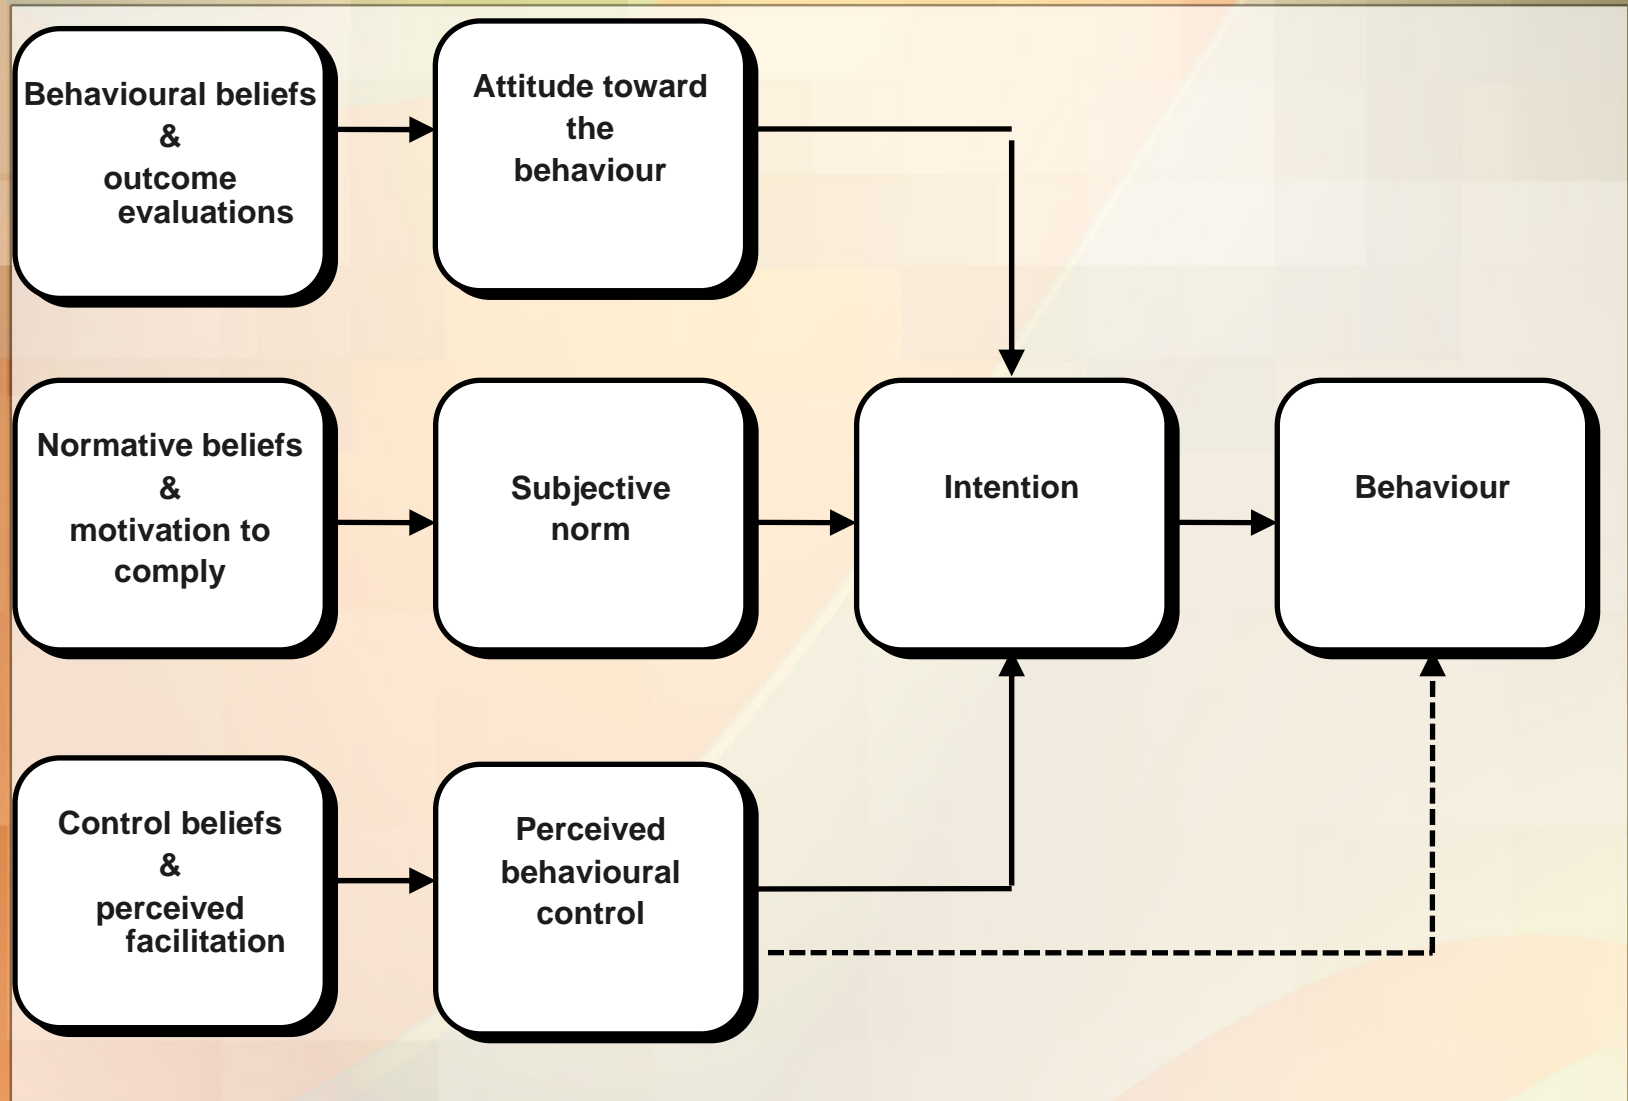 Behavioural beliefs
&
outcome
evaluations
Attitude toward
the
behaviour
Normative beliefs
&
motivation to
comply
Subjective
norm
Intention
Behaviour
Control beliefs
&
perceived
facilitation
Perceived
behavioural
control